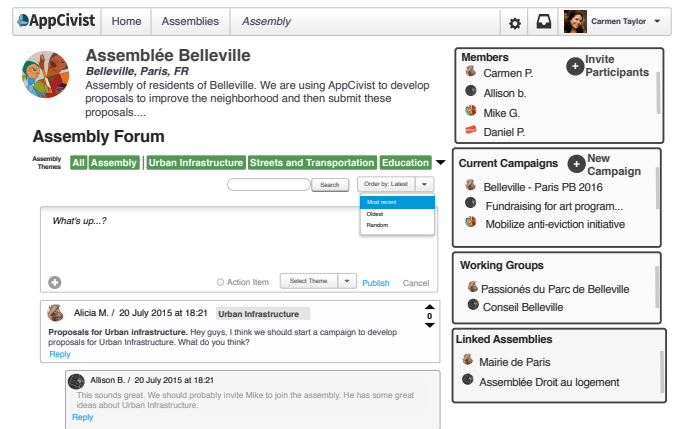 AppCivist Home Assemblies Assembly Carmen Taylor
Assemblée Belleville
Belleville, Paris, FR
Assembly of residents of Belleville. We are using AppCivist to develop
proposals to improve the neighborhood and then submit these
proposals....
Assembly Forum
Assembly
Themes
All Assembly Urban Infrastructure Streets and Transportation Education
Search Order by: Latest
Most recent
Oldest
Random
What's up...?
Action Item Select Theme Publish Cancel
Alicia M. / 20 July 2015 at 18:21 Urban Infrastructure
0
Proposals for Urban infrastructure. Hey guys, I think we should start a campaign to develop
proposals for Urban Infrastructure. What do you think?
Reply
Allison B. / 20 July 2015 at 18:21
This sounds great. We should probably invite Mike to join the assembly. He has some great
ideas about Urban Infrastructure.
Reply
Members
Invite
Participants
Carmen P.
Allison b.
Mike G.
Daniel P.
Current Campaigns
New
Campaign
Belleville - Paris PB 2016
Fundraising for art program...
Mobilize anti-eviction initiative
Working Groups
Passionés du Parc de Belleville
Conseil Belleville
Linked Assemblies
Mairie de Paris
Assemblée Droit au logement